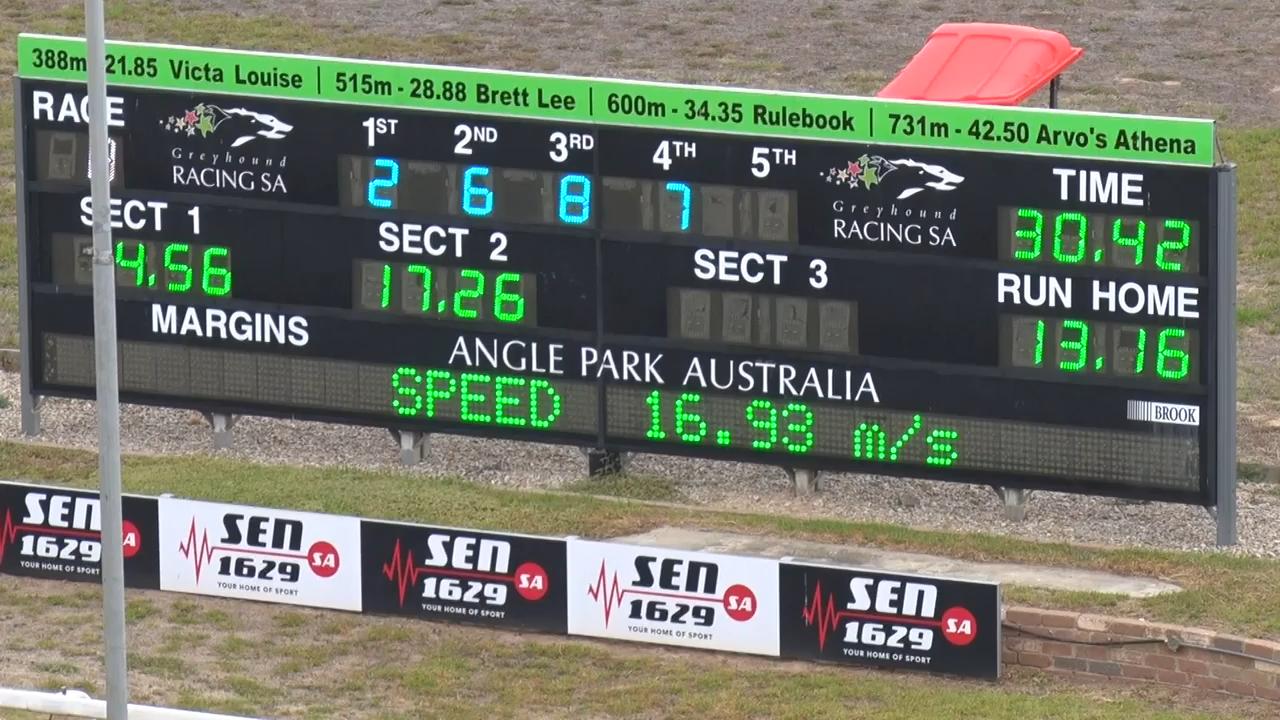 388m 21.85 Victa Louise | 515m - 28.88 Brett Lee | 600m - 34.35 Rulebook | 731m - 42.50 Arvo's Athena
RACE
Greyhound
RACING SA
1ST 2ND 3RD 4TH 5TH
2 6 8 7
Greyhound
RACING SA
TIME
30.42
SECT 1
4.56
SECT 2
17.26
SECT 3
RUN HOME
13.16
MARGINS
ANGLE PARK AUSTRALIA
SPEED 16.93 m/s
BROOK
SEN
1629
SA
YOUR HOME OF SPORT
SEN
1629
SA
YOUR HOME OF SPORT
SEN
1629
SA
YOUR HOME OF SPORT
SEN
1629
SA
YOUR HOME OF SPORT
SEN
1629
SA
YOUR HOME OF SPORT